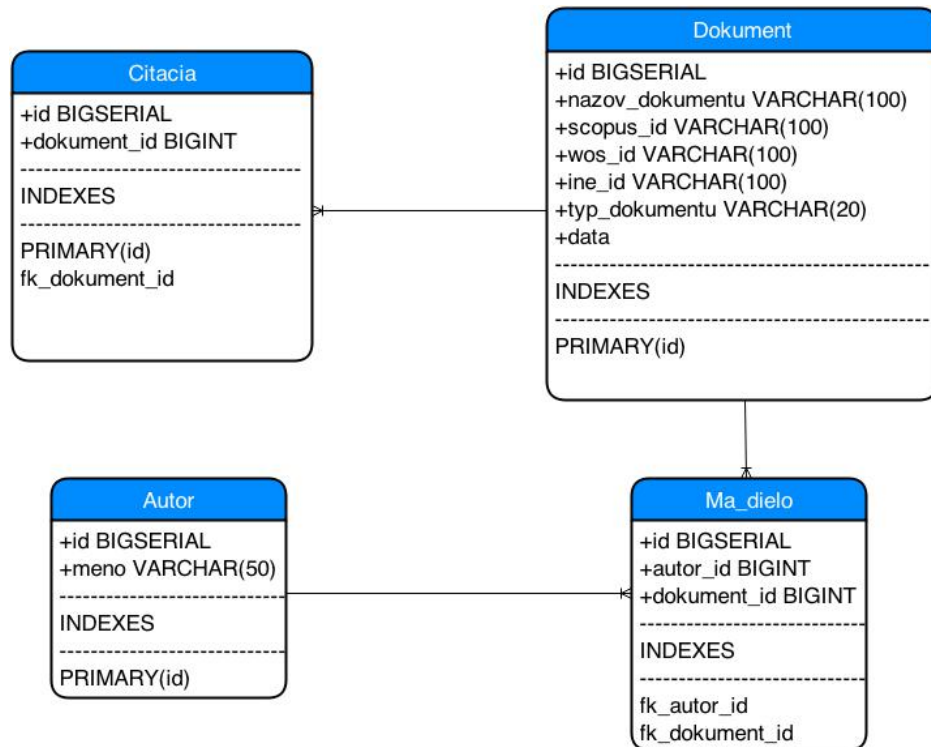 Citacia
+id BIGSERIAL
+dokument_id BIGINT
----------------------------------
INDEXES
----------------------------------
PRIMARY(id)
fk_dokument_id
Dokument
+id BIGSERIAL
+nazov_dokumentu VARCHAR(100)
+scopus_id VARCHAR(100)
+wos_id VARCHAR(100)
+ine_id VARCHAR(100)
+typ_dokumentu VARCHAR(20)
+data
---------------------------------------------
INDEXES
---------------------------------------------
PRIMARY(id)
Autor
+id BIGSERIAL
+meno VARCHAR(50)
---------------------------
INDEXES
---------------------------
PRIMARY(id)
Ma_dielo
+id BIGSERIAL
+autor_id BIGINT
+dokument_id BIGINT
---------------------------
INDEXES
---------------------------
fk_autor_id
fk_dokument_id